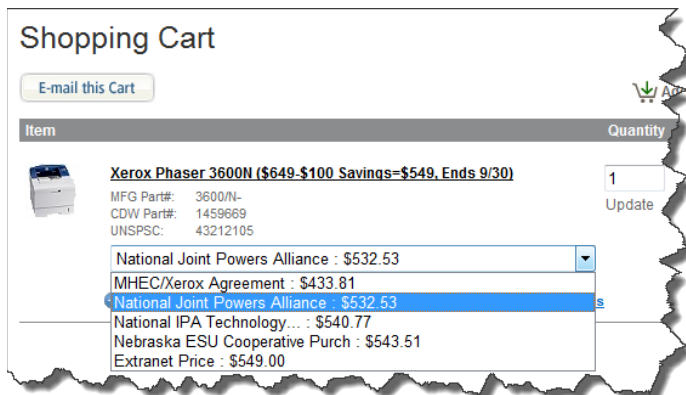 Shopping Cart
E-mail this Cart
Item Quantity
Xerox Phaser 3600N ($649-$100 Savings=$549, Ends 9/30) 1
MFG Part#: 3600/N- Update
CDW Part#: 1459669
UNSPSC: 43212105
National Joint Powers Alliance : $532.53
MHEC/Xerox Agreement : $433.81
National Joint Powers Alliance : $532.53
National IPA Technology... : $540.77
Nebraska ESU Cooperative Purch : $543.51
Extranet Price : $549.00